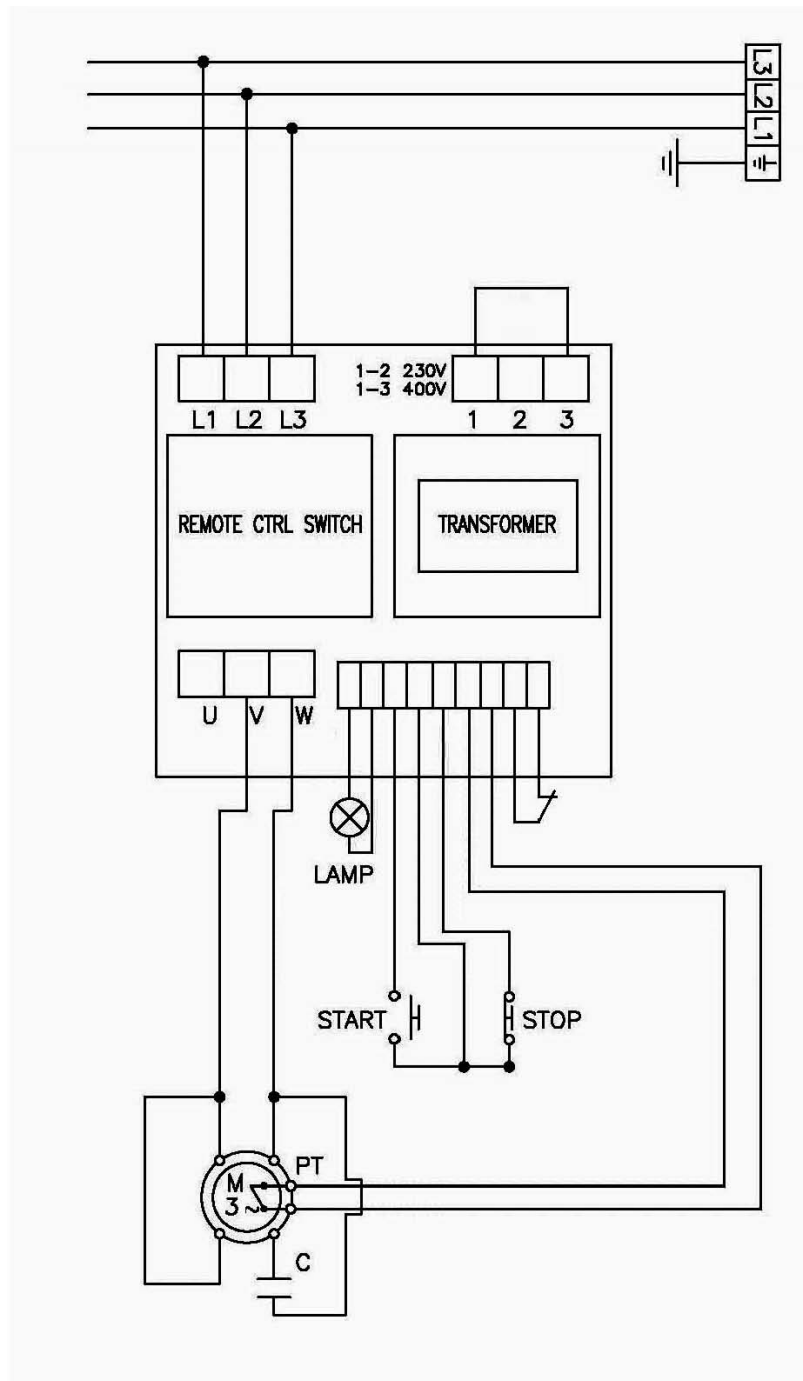 L3
L2
L1
1-2 230V
1-3 400V
L1 L2 L3
1 2 3
REMOTE CTRL SWITCH
TRANSFORMER
U V W
LAMP
START
STOP
PT
M
3~
C